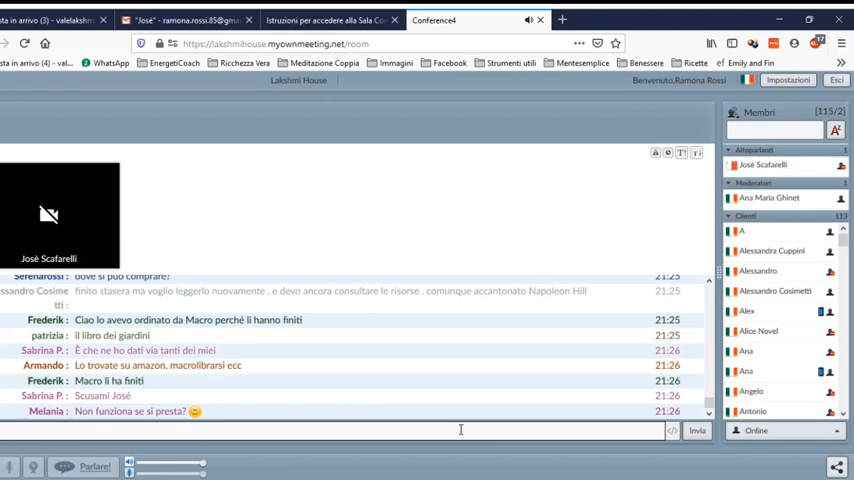 sta in arrivo (3) - valelakshm
"José" - ramona.rossi.85@gma
Istruzioni per accedere alla Sala Co
Conference4
https://lakshmihouse.myownmeeting.net/room
17
in arrivo (4) - val...
WhatsApp
EnergetiCoach
Ricchezza Vera
Meditazione Coppia
Immagini
Facebook
Strumenti utili
Mentesemplice
Benessere
Ricette
Emily and Fin
Lakshmi House
Benvenuto,Ramona Rossi
Impostazioni
Esci
Josè Scafarelli
Serenarossi : dove si può comprare?
ssandro Cosime
tti :
finito stasera ma voglio leggerlo nuovamente . e devo ancora consultare le risorse . comunque accantonato Napoleon Hill 21:25
Frederik : Ciao lo avevo ordinato da Macro perché li hanno finiti 21:25
patrizia : il libro dei giardini 21:25
Sabrina P. : È che ne ho dati via tanti dei miei 21:26
Armando : Lo trovate su amazon, macrolibrarsi ecc 21:26
Frederik : Macro li ha finiti 21:26
Sabrina P. : Scusami José 21:26
Melania : Non funziona se si presta? 😊 21:26
Invia
Parlare!
Membri [115/2]
Altoparlanti 1
Josè Scafarelli
Moderatori 1
Ana Maria Ghinet
Clienti 113
A
Alessandra Cuppini
Alessandro
Alessandro Cosimetti
Alex
Alice Novel
Ana
Ana
Angelo
Antonio
Online